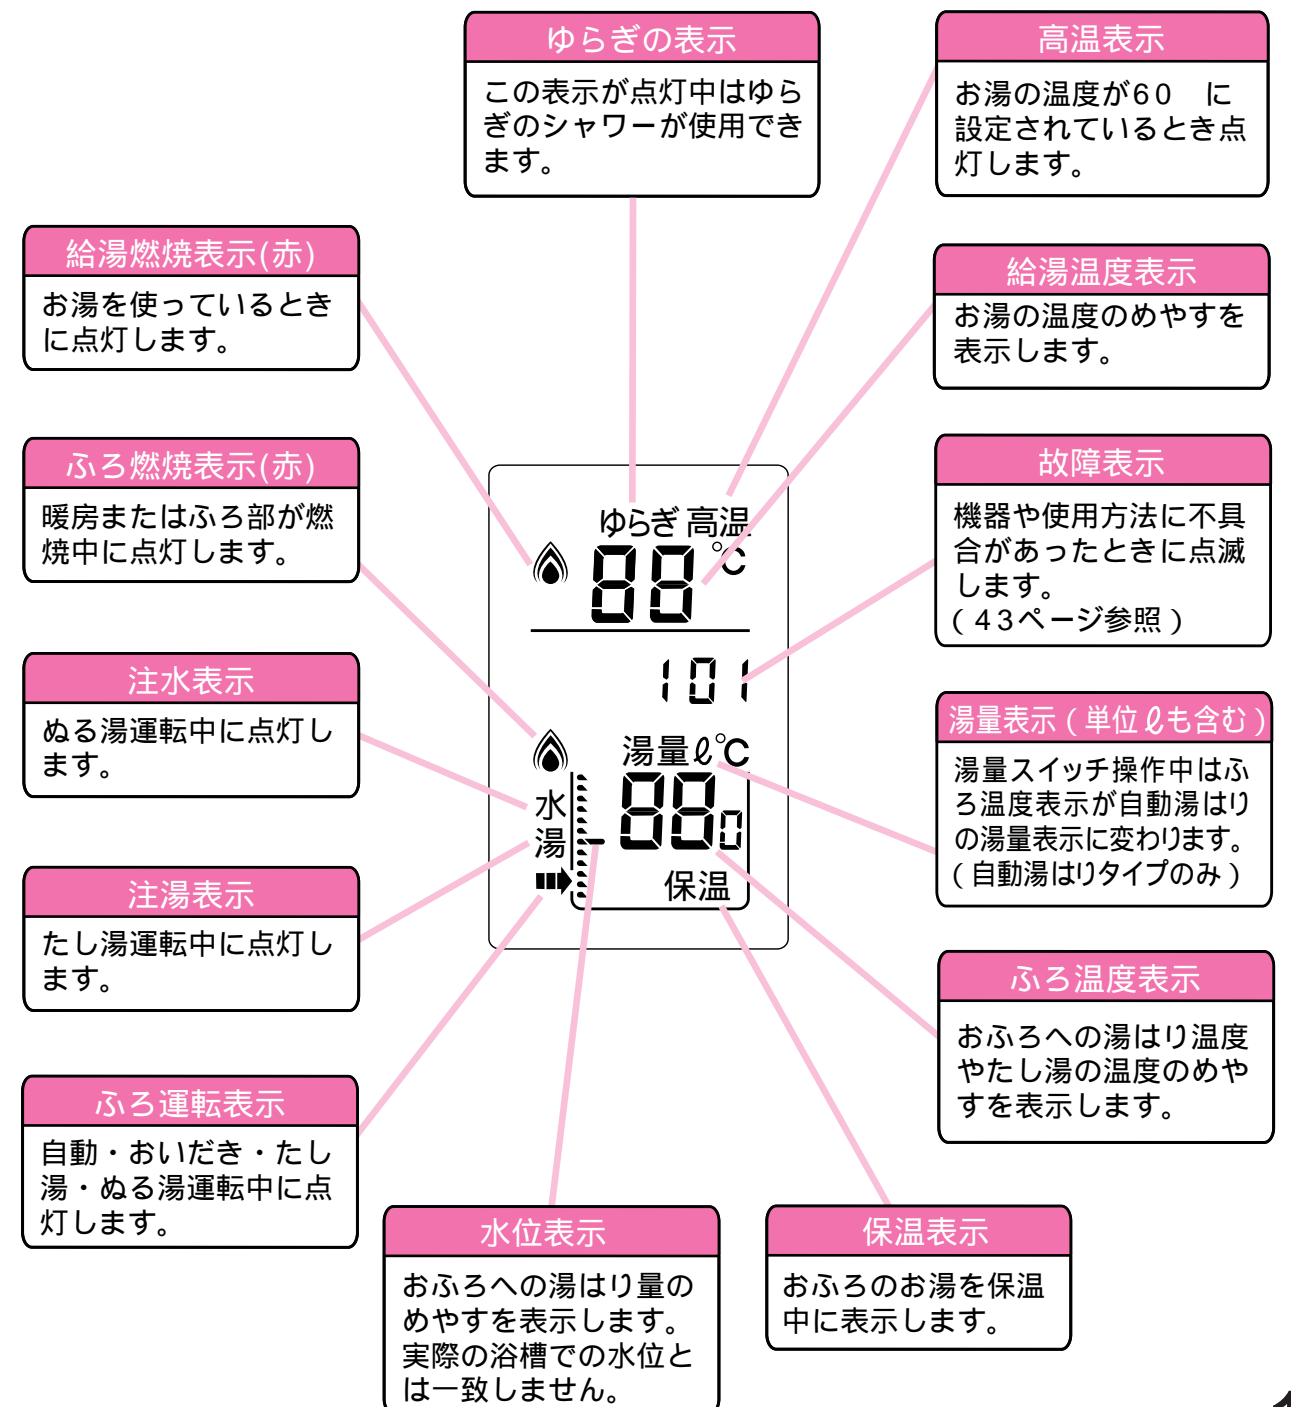 ゆらぎの表示
この表示が点灯中はゆら
ぎのシャワーが使用でき
ます。
高温表示
お湯の温度が60　に
設定されているとき点
灯します。
給湯燃焼表示(赤)
お湯を使っているとき
に点灯します。
給湯温度表示
お湯の温度のめやすを
表示します。
ふろ燃焼表示(赤)
暖房またはふろ部が燃
焼中に点灯します。
故障表示
機器や使用方法に不具
合があったときに点滅
します。
(43ページ参照)
注水表示
ぬる湯運転中に点灯し
ます。
湯量表示(単位ℓも含む)
湯量スイッチ操作中はふ
ろ温度表示が自動湯はり
の湯量表示に変わります。
(自動湯はりタイプのみ)
注湯表示
たし湯運転中に点灯し
ます。
ふろ温度表示
おふろへの湯はり温度
やたし湯の温度のめや
すを表示します。
ふろ運転表示
自動・おいだき・たし
湯・ぬる湯運転中に点
灯します。
水位表示
おふろへの湯はり量の
めやすを表示します。
実際の浴槽での水位と
は一致しません。
保温表示
おふろのお湯を保温
中に表示します。
ゆらぎ 高温
88℃
101
湯量ℓ℃
水
880
湯
保温